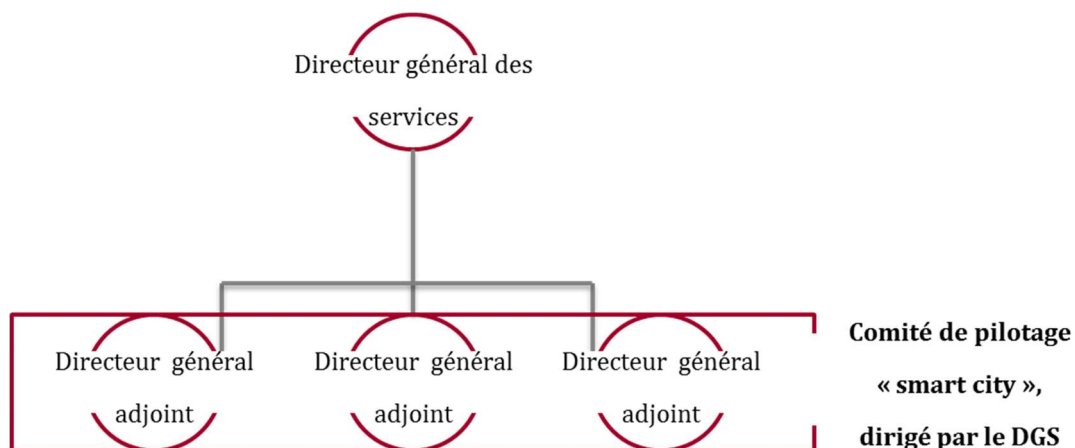 Directeur général des
services
Directeur général
adjoint
Directeur général
adjoint
Directeur général
adjoint
Comité de pilotage
« smart city »,
dirigé par le DGS